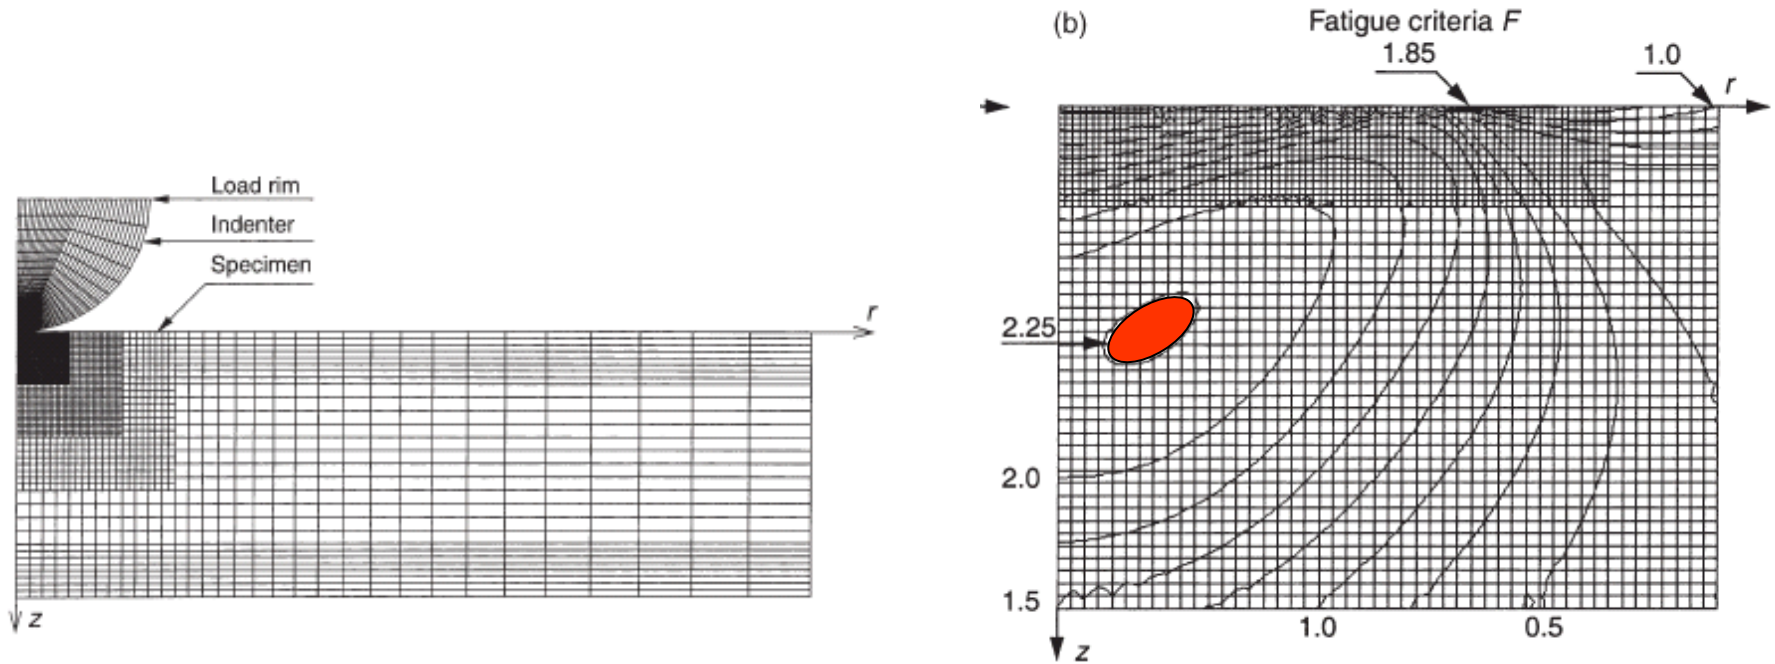 Load rim
Indenter
Specimen
r
z
(b)
Fatigue criteria F
1.85
1.0
r
2.25
2.0
1.5
1.0
0.5
z